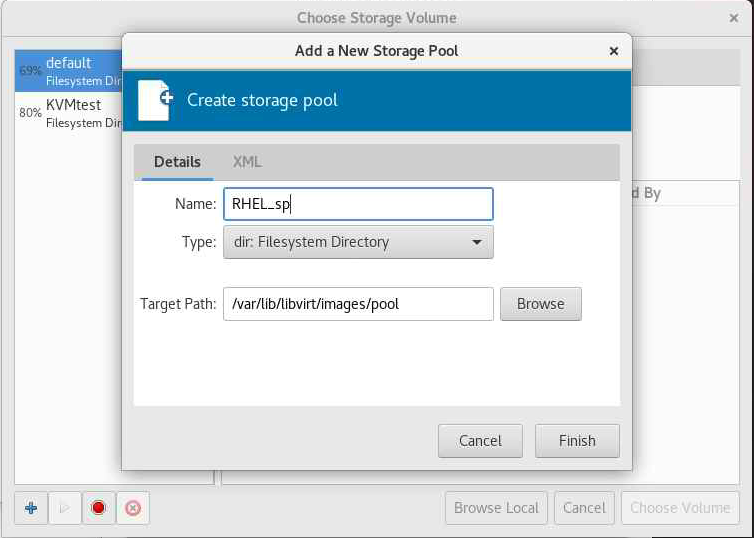 Choose Storage Volume
69% default
Filesystem Dir
80% KVMtest
Filesystem Dir
Add a New Storage Pool
Create storage pool
Details XML
Name: RHEL_sp
Type: dir: Filesystem Directory
Target Path: /var/lib/libvirt/images/pool Browse
Cancel Finish
d By
Browse Local Cancel Choose Volume